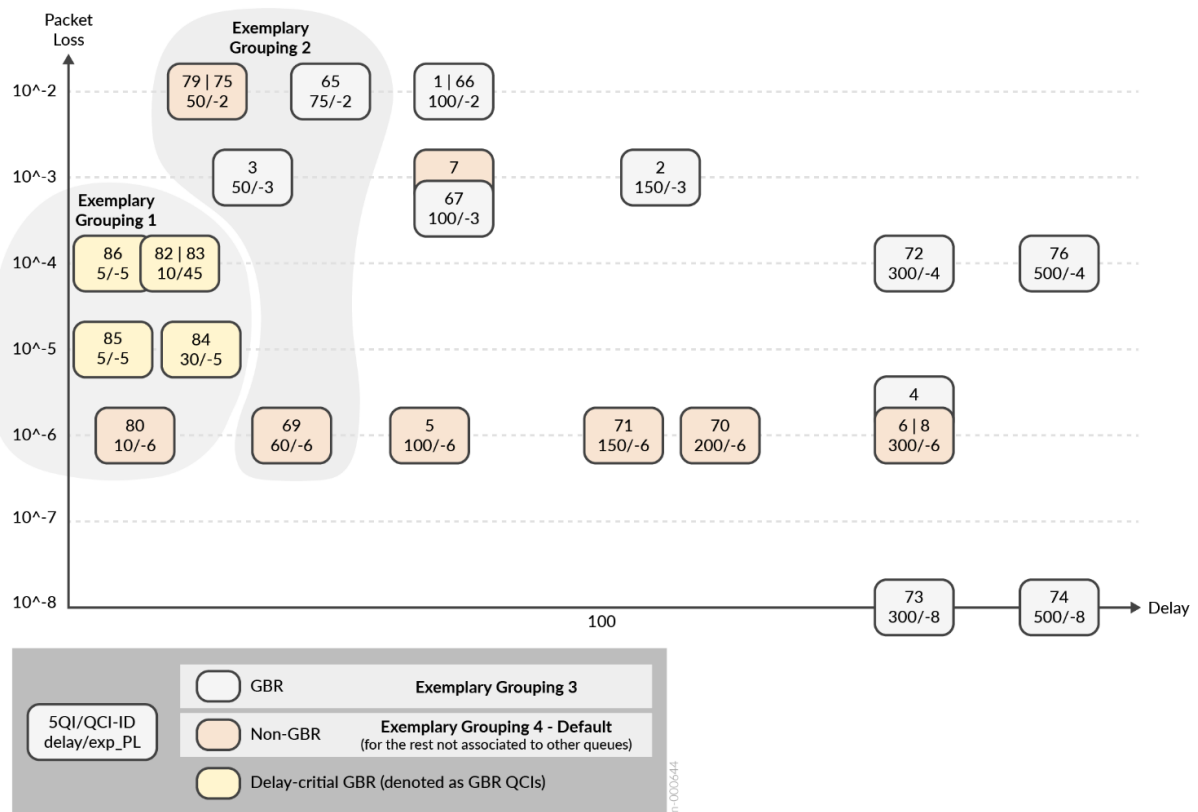 Packet
Loss
Exemplary
Grouping 2
10^-2
79 | 75
50/-2
65
75/-2
1 | 66
100/-2
10^-3
3
50/-3
7
67
100/-3
2
150/-3
Exemplary
Grouping 1
10^-4
86
5/-5
82 | 83
10/45
72
300/-4
76
500/-4
10^-5
85
5/-5
84
30/-5
10^-6
80
10/-6
69
60/-6
5
100/-6
71
150/-6
70
200/-6
4
6 | 8
300/-6
10^-7
10^-8
73
300/-8
74
500/-8
Delay
100
5QI/QCI-ID
delay/exp_PL
GBR
Exemplary Grouping 3
Non-GBR
Exemplary Grouping 4 - Default
(for the rest not associated to other queues)
Delay-critial GBR (denoted as GBR QCIs)
n-000644